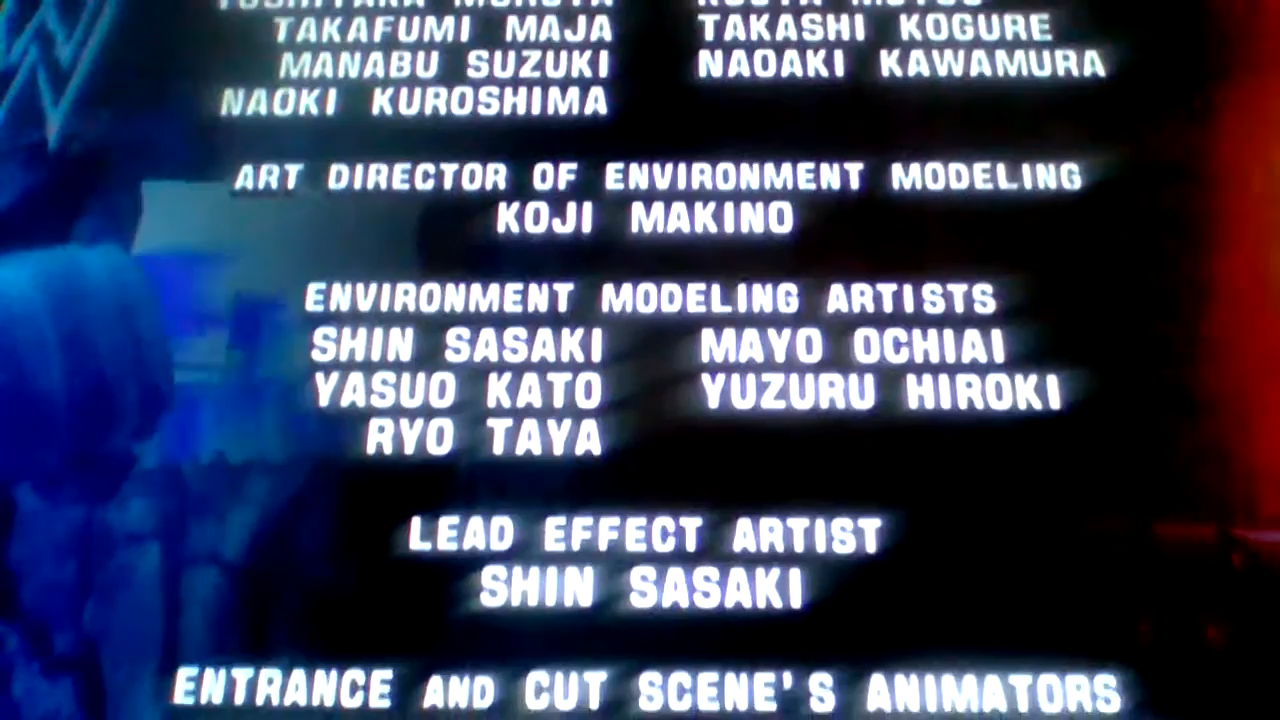 TAKAFUMI MAJA TAKASHI KOGURE
MANABU SUZUKI NAOAKI KAWAMURA
NAOKI KUROSHIMA
ART DIRECTOR OF ENVIRONMENT MODELING
KOJI MAKINO
ENVIRONMENT MODELING ARTISTS
SHIN SASAKI MAYO OCHIAI
YASUO KATO YUZURU HIROKI
RYO TAYA
LEAD EFFECT ARTIST
SHIN SASAKI
ENTRANCE AND CUT SCENE'S ANIMATORS